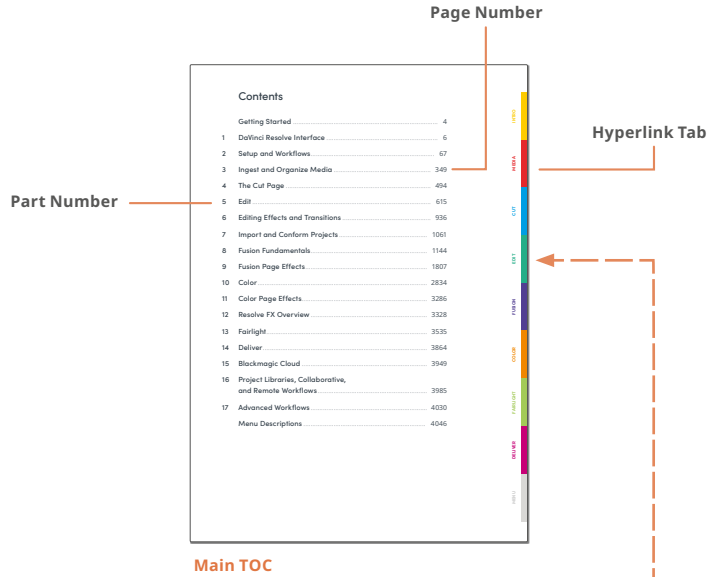 Page Number
Contents
Getting Started 4
1 DaVinci Resolve Interface 6
2 Setup and Workflows 67
3 Ingest and Organize Media 349
4 The Cut Page 494
5 Edit 615
6 Editing Effects and Transitions 936
7 Import and Conform Projects 1061
8 Fusion Fundamentals 1144
9 Fusion Page Effects 1807
10 Color 2834
11 Color Page Effects 3286
12 Resolve FX Overview 3328
13 Fairlight 3535
14 Deliver 3864
15 Blackmagic Cloud 3949
16 Project Libraries, Collaborative,
and Remote Workflows 3985
17 Advanced Workflows 4030
Menu Descriptions 4046
INTRO
MEDIA
CUT
EDIT
FUSION
COLOR
FAIRLIGHT
DELIVER
MENU
Hyperlink Tab
Part Number
Main TOC